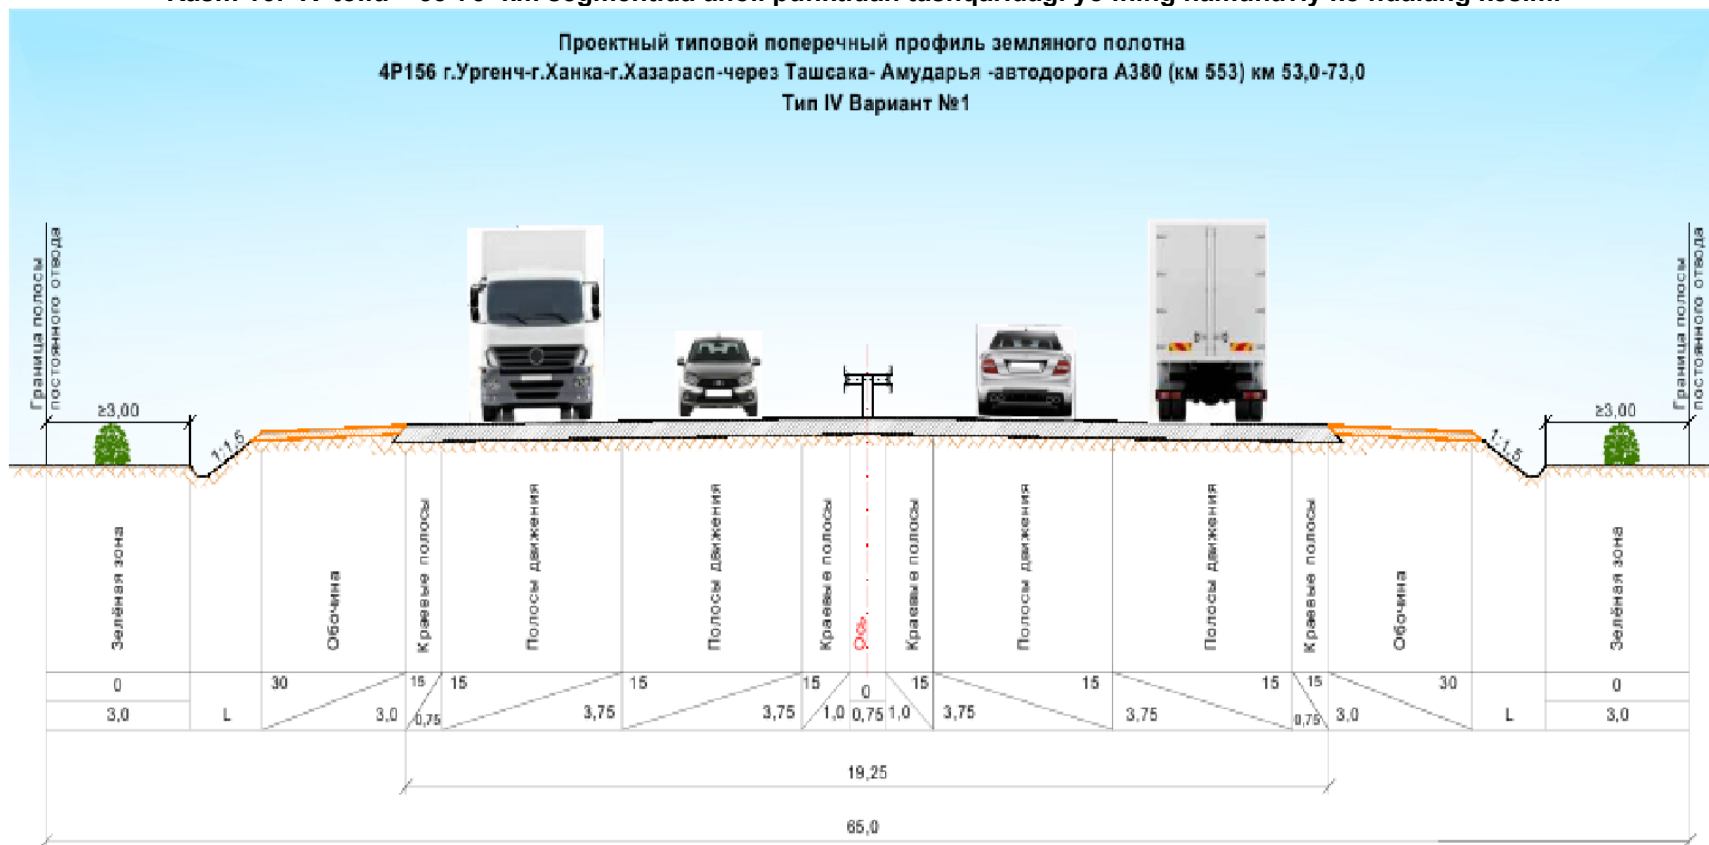 Проектный типовой поперечный профиль земляного полотна
4Р156 г.Ургенч-г.Ханка-г.Хазарасп-через Ташсака- Амударья -автодорога А380 (км 553) км 53,0-73,0
Тип IV Вариант №1
Граница полосы
постоянного отвода
Граница полосы
постоянного отвода
≥3,00
≥3,00
1:1,5
1:1,5
Зелёная зона
Обочина
Краевые полосы
Полосы движения
Полосы движения
Краевые полосы
Ось
Краевые полосы
Полосы движения
Полосы движения
Краевые полосы
Обочина
Зелёная зона
0 30 15 15 15 15 0 15 15 15 15 30 0
3,0 L 3,0 0,75 3,75 3,75 1,0 0,75 1,0 3,75 3,75 0,75 3,0 L 3,0
19,25
65,0